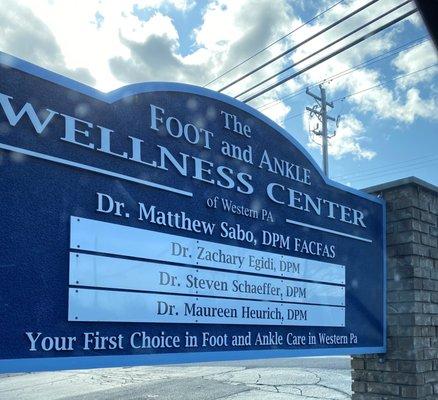 The
FOOT and ANKLE
WELLNESS CENTER
of Western PA
Dr. Matthew Sabo, DPM FACFAS
Dr. Zachary Egidi, DPM
Dr. Steven Schaeffer, DPM
Dr. Maureen Heurich, DPM
Your First Choice in Foot and Ankle Care in Western PA